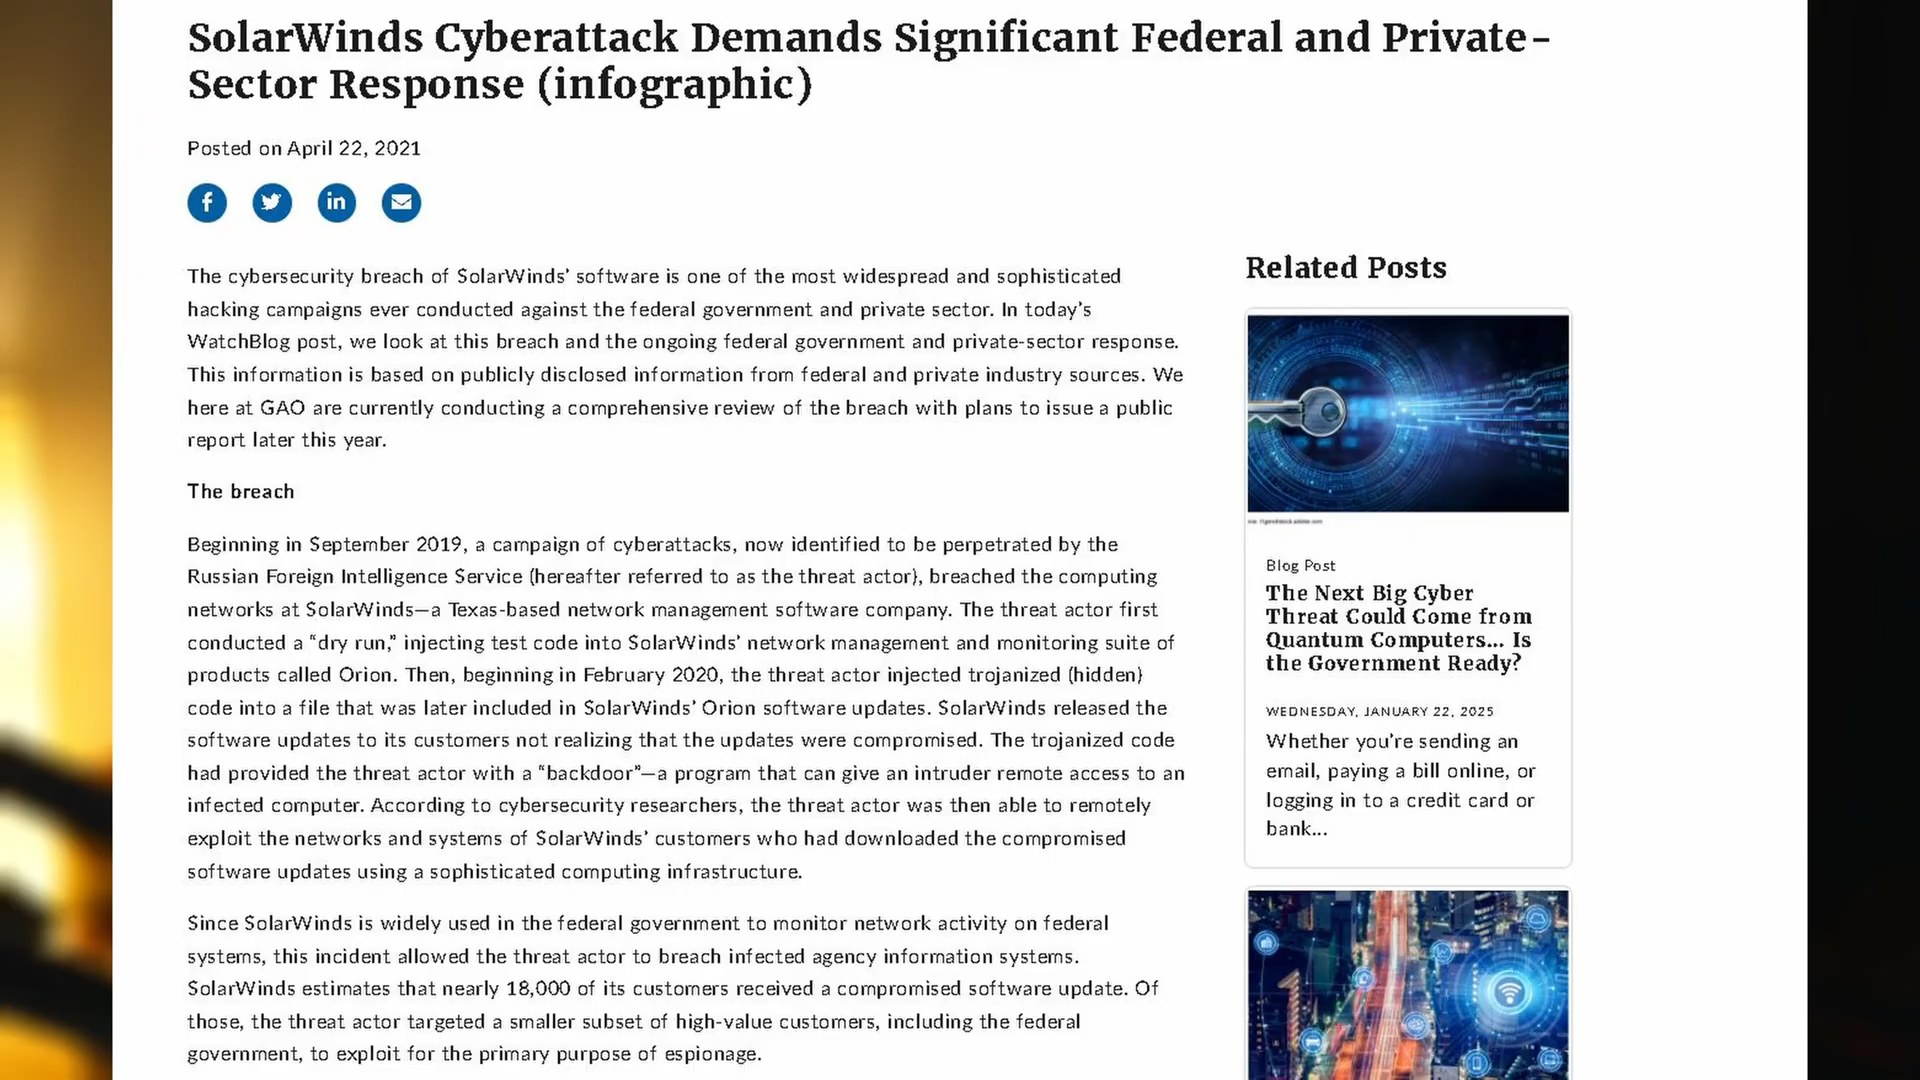 SolarWinds Cyberattack Demands Significant Federal and Private-
Sector Response (infographic)
Posted on April 22, 2021
The cybersecurity breach of SolarWinds’ software is one of the most widespread and sophisticated
hacking campaigns ever conducted against the federal government and private sector. In today’s
WatchBlog post, we look at this breach and the ongoing federal government and private-sector response.
This information is based on publicly disclosed information from federal and private industry sources. We
here at GAO are currently conducting a comprehensive review of the breach with plans to issue a public
report later this year.
The breach
Beginning in September 2019, a campaign of cyberattacks, now identified to be perpetrated by the
Russian Foreign Intelligence Service (hereafter referred to as the threat actor), breached the computing
networks at SolarWinds—a Texas-based network management software company. The threat actor first
conducted a “dry run,” injecting test code into SolarWinds’ network management and monitoring suite of
products called Orion. Then, beginning in February 2020, the threat actor injected trojanized (hidden)
code into a file that was later included in SolarWinds’ Orion software updates. SolarWinds released the
software updates to its customers not realizing that the updates were compromised. The trojanized code
had provided the threat actor with a “backdoor”—a program that can give an intruder remote access to an
infected computer. According to cybersecurity researchers, the threat actor was then able to remotely
exploit the networks and systems of SolarWinds’ customers who had downloaded the compromised
software updates using a sophisticated computing infrastructure.
Since SolarWinds is widely used in the federal government to monitor network activity on federal
systems, this incident allowed the threat actor to breach infected agency information systems.
SolarWinds estimates that nearly 18,000 of its customers received a compromised software update. Of
those, the threat actor targeted a smaller subset of high-value customers, including the federal
government, to exploit for the primary purpose of espionage.
Related Posts
Blog Post
The Next Big Cyber
Threat Could Come from
Quantum Computers... Is
the Government Ready?
WEDNESDAY, JANUARY 22, 2025
Whether you’re sending an
email, paying a bill online, or
logging in to a credit card or
bank...